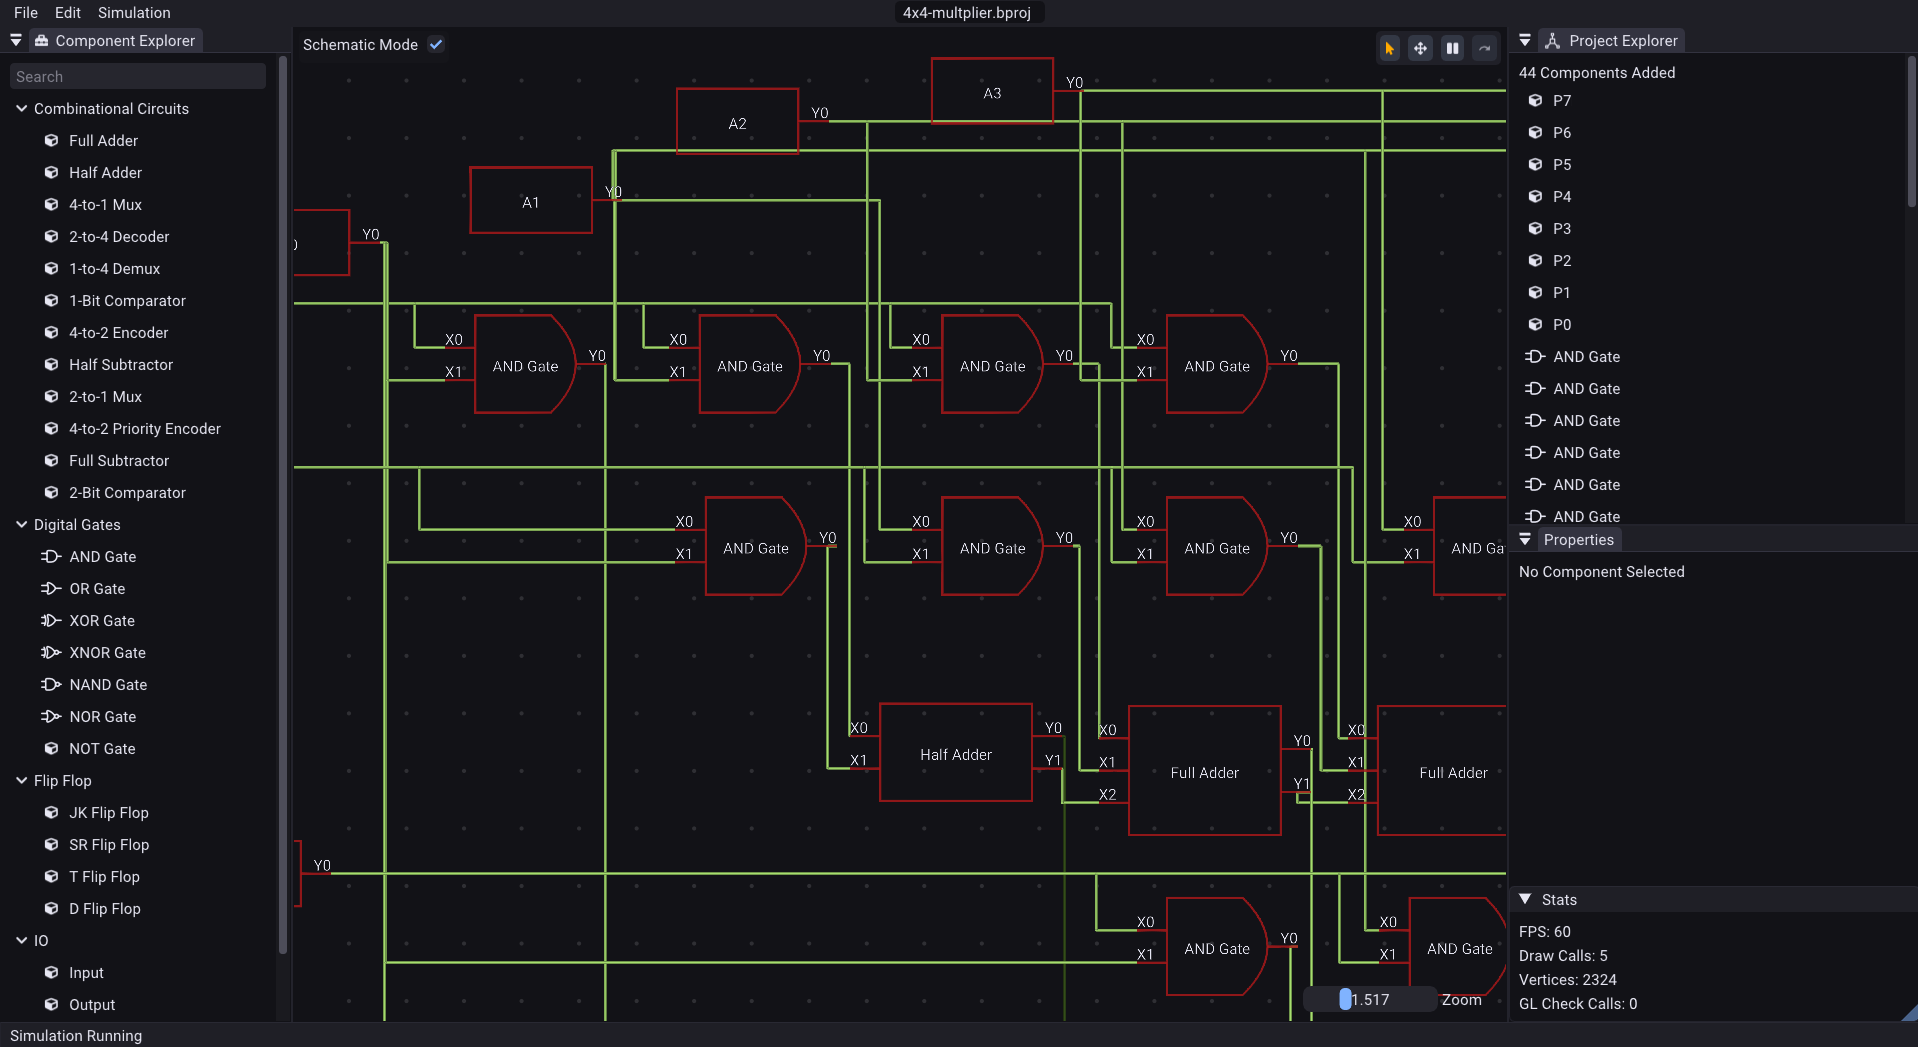 File Edit Simulation
4x4-multplier.bproj
Component Explorer
Search
Combinational Circuits
Full Adder
Half Adder
4-to-1 Mux
2-to-4 Decoder
1-to-4 Demux
1-Bit Comparator
4-to-2 Encoder
Half Subtractor
2-to-1 Mux
4-to-2 Priority Encoder
Full Subtractor
2-Bit Comparator
Digital Gates
AND Gate
OR Gate
XOR Gate
XNOR Gate
NAND Gate
NOR Gate
NOT Gate
Flip Flop
JK Flip Flop
SR Flip Flop
T Flip Flop
D Flip Flop
IO
Input
Output
Schematic Mode
A3 Y0
A2 Y0
A1 Y0
Y0
X0 X1 AND Gate Y0
X0 X1 AND Gate Y0
X0 X1 AND Gate Y0
X0 X1 AND Gate Y0
X0 X1 AND Gate Y0
X0 X1 AND Gate Y0
X0 X1 AND Gate Y0
X0 X1 AND Ga
X0 X1 Half Adder Y0 Y1
X0 X1 X2 Full Adder Y0 Y1
X0 X1 X2 Full Adder
Y0
X0 X1 AND Gate Y0
X0 X1 AND Gate
1.517 Zoom
Project Explorer
44 Components Added
P7
P6
P5
P4
P3
P2
P1
P0
AND Gate
AND Gate
AND Gate
AND Gate
AND Gate
AND Gate
Properties
No Component Selected
Stats
FPS: 60
Draw Calls: 5
Vertices: 2324
GL Check Calls: 0
Simulation Running